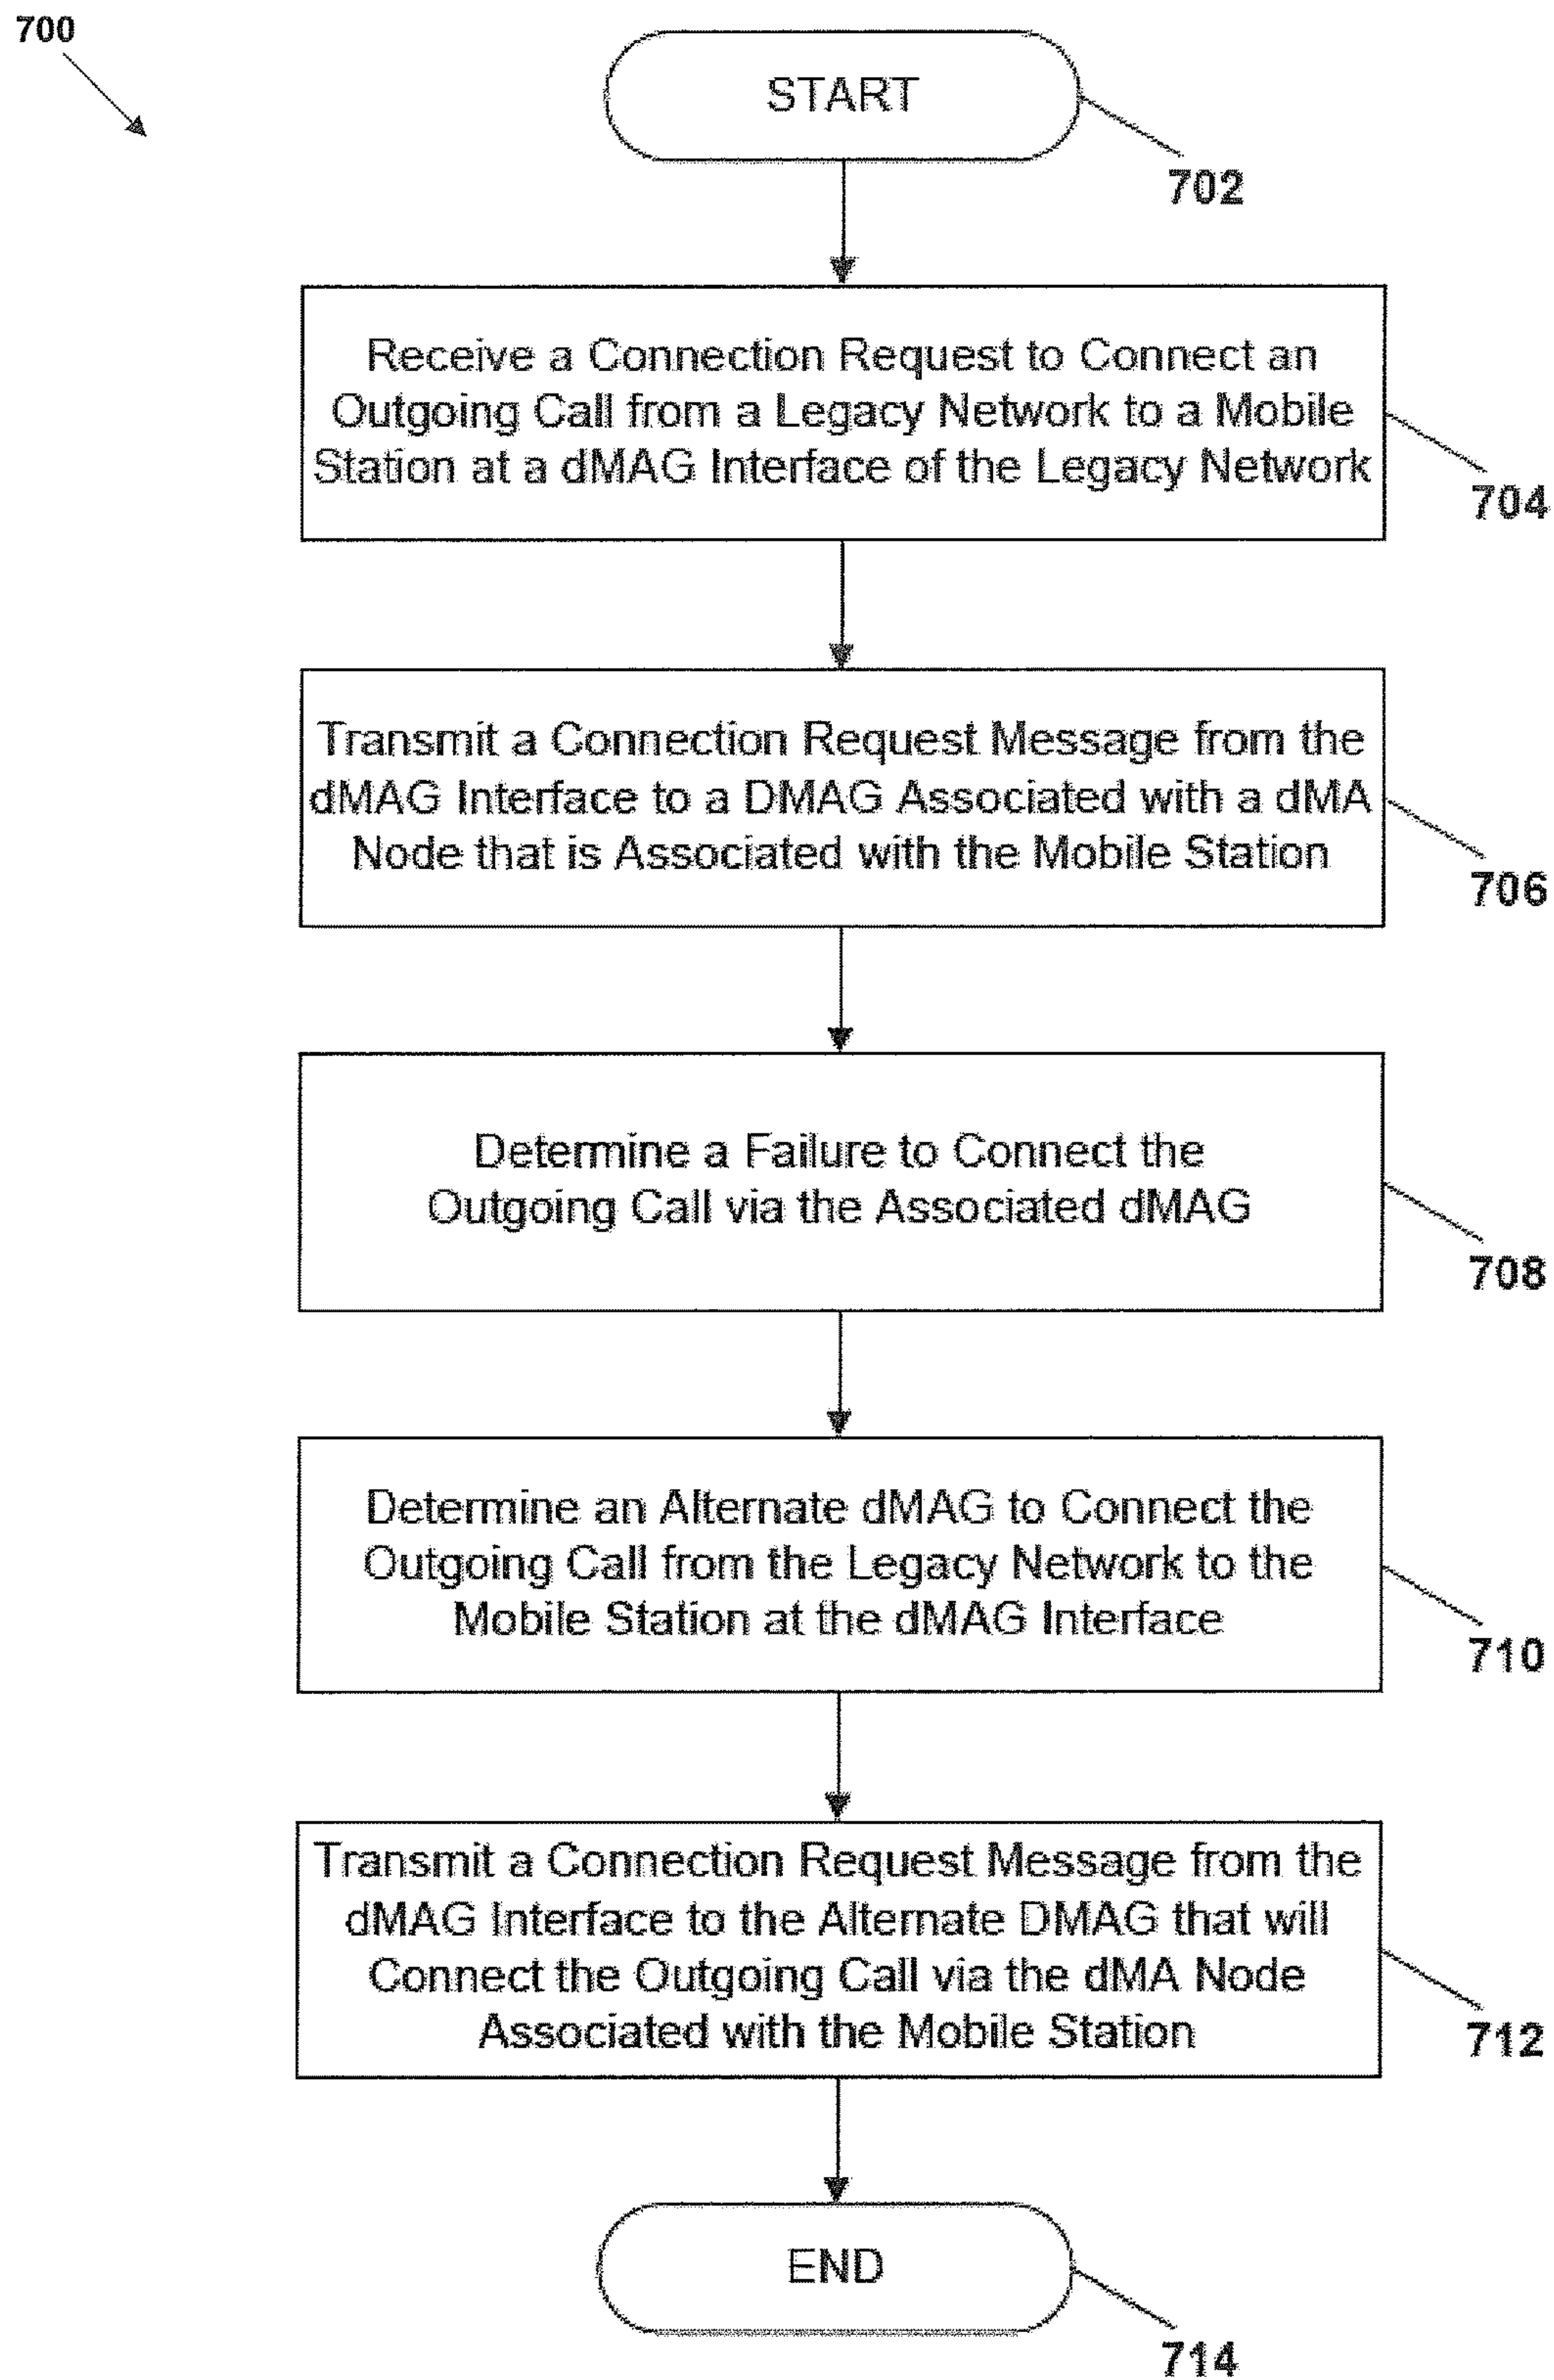 700
START
702
Receive a Connection Request to Connect an
Outgoing Call from a Legacy Network to a Mobile
Station at a dMAG Interface of the Legacy Network
704
Transmit a Connection Request Message from the
dMAG Interface to a DMAG Associated with a dMA
Node that is Associated with the Mobile Station
706
Determine a Failure to Connect the
Outgoing Call via the Associated dMAG
708
Determine an Alternate dMAG to Connect the
Outgoing Call from the Legacy Network to the
Mobile Station at the dMAG Interface
710
Transmit a Connection Request Message from the
dMAG Interface to the Alternate DMAG that will
Connect the Outgoing Call via the dMA Node
Associated with the Mobile Station
712
END
714